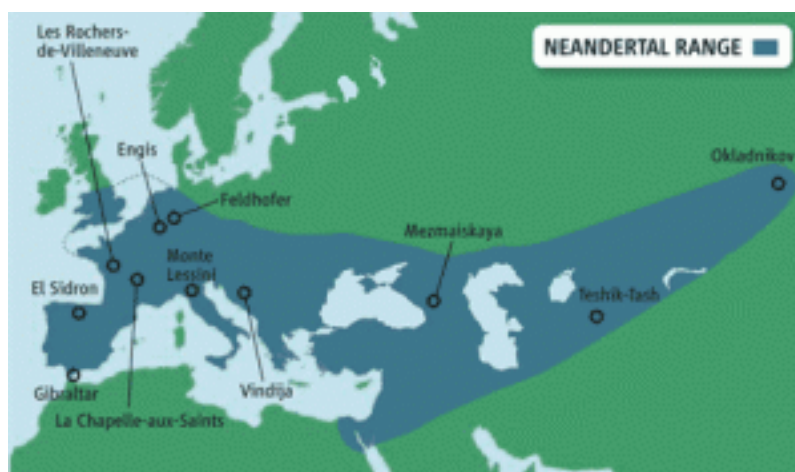 Les Rochers-
de-Villeneuve
NEANDERTAL RANGE
Engis
Okladnikov
Feldhofer
Mezmaiskaya
Monte
Lessini
El Sidron
Teshik-Tash
Gibraltar
Vindija
La Chapelle-aux-Saints